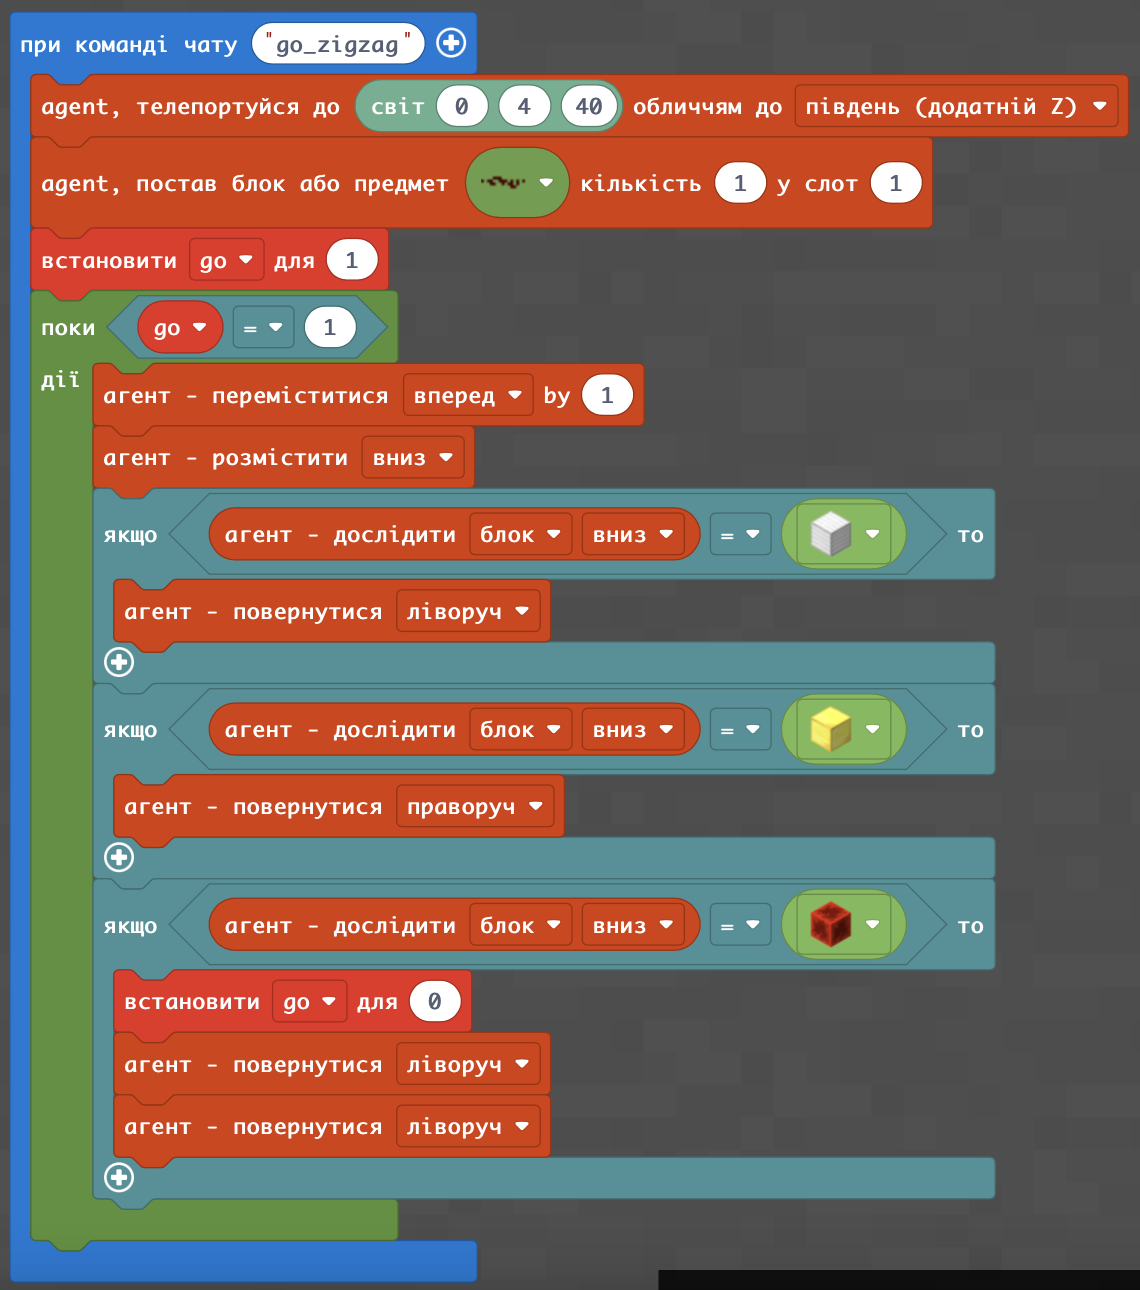 при команді чату "go_zigzag"
agent, телепортуйся до світ 0 4 40 обличчям до південь (додатній Z)
agent, постав блок або предмет кількість 1 у слот 1
встановити go для 1
поки go = 1
дії
агент - переміститися вперед by 1
агент - розмістити вниз
якщо агент - дослідити блок вниз = то
агент - повернутися ліворуч
якщо агент - дослідити блок вниз = то
агент - повернутися праворуч
якщо агент - дослідити блок вниз = то
встановити go для 0
агент - повернутися ліворуч
агент - повернутися ліворуч